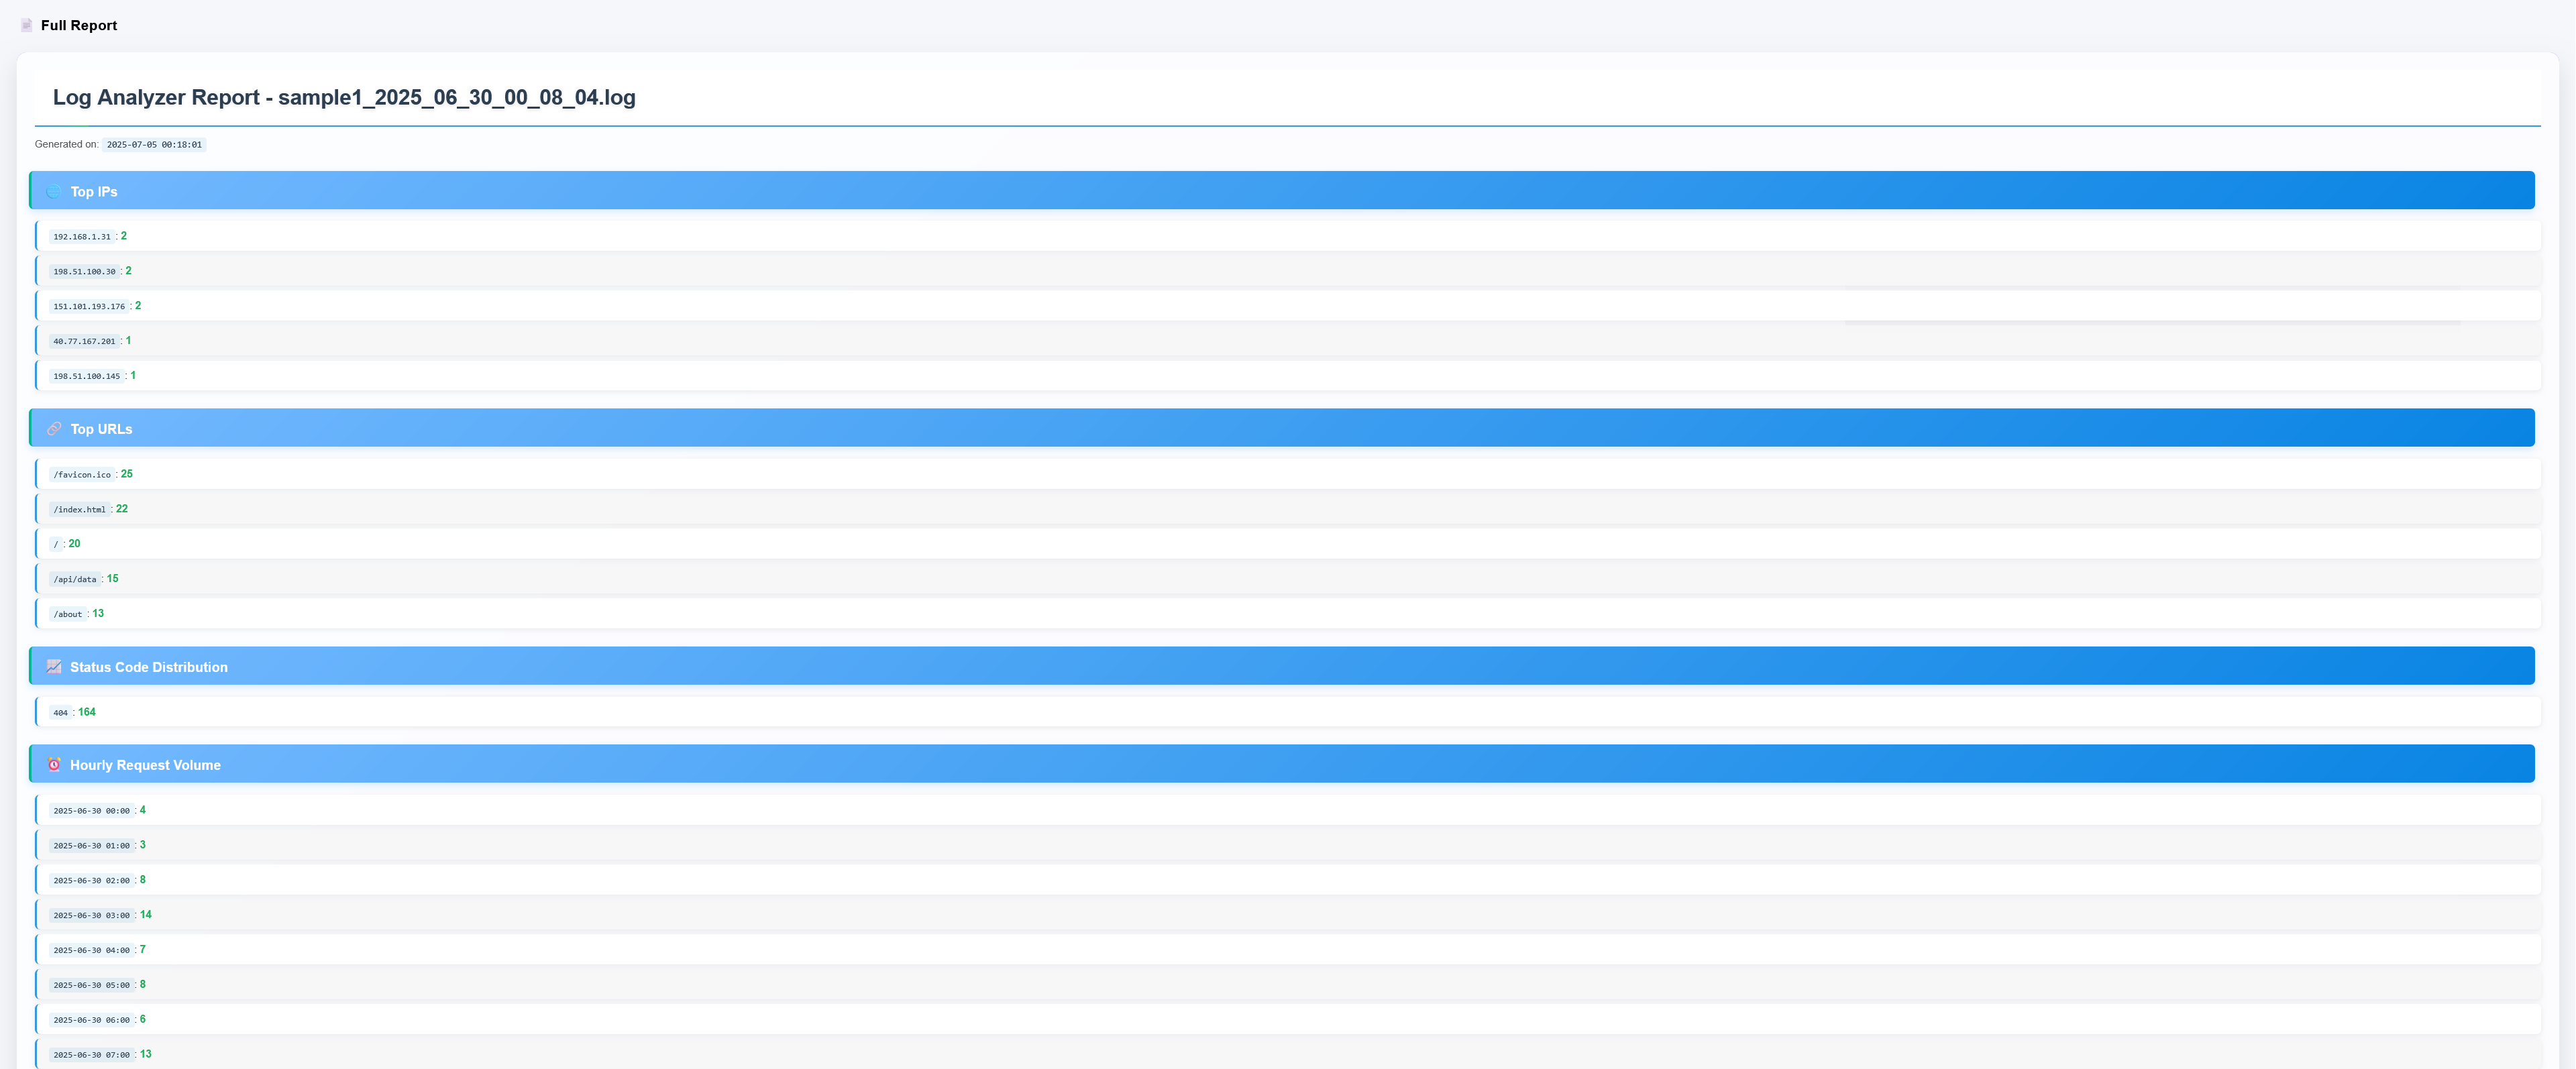 Full Report
Log Analyzer Report - sample1_2025_06_30_00_08_04.log
Generated on: 2025-07-05 00:18:01
Top IPs
192.168.1.31: 2
198.51.100.30: 2
151.101.193.176: 2
40.77.167.201: 1
198.51.100.145: 1
Top URLs
/favicon.ico: 25
/index.html: 22
/: 20
/api/data: 15
/about: 13
Status Code Distribution
404: 164
Hourly Request Volume
2025-06-30 00:00: 4
2025-06-30 01:00: 3
2025-06-30 02:00: 8
2025-06-30 03:00: 14
2025-06-30 04:00: 7
2025-06-30 05:00: 8
2025-06-30 06:00: 6
2025-06-30 07:00: 13